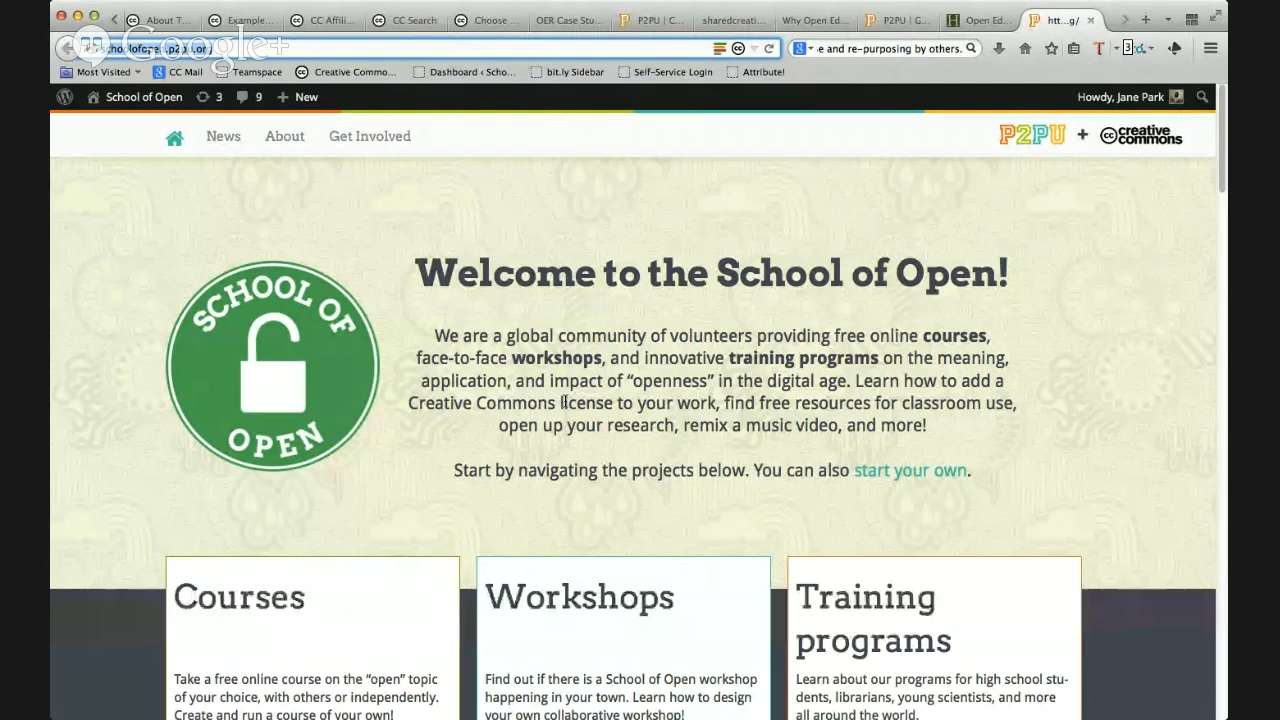 About T...
Example...
CC Affili...
CC Search
Choose ...
OER Case Stu...
P2PU | C...
sharedcreati...
Why Open Ed...
P2PU | G...
Open Ed...
htt...g/
Google+
schoolofopen.p2pu.org
e and re-purposing by others.
Most Visited
CC Mail
Teamspace
Creative Commo...
Dashboard ‹ Scho...
bit.ly Sidebar
Self-Service Login
Attribute!
School of Open
3
9
+ New
Howdy, Jane Park
News
About
Get Involved
P2PU + cc creative commons
SCHOOL OF
OPEN
Welcome to the School of Open!
We are a global community of volunteers providing free online courses,
face-to-face workshops, and innovative training programs on the meaning,
application, and impact of “openness” in the digital age. Learn how to add a
Creative Commons license to your work, find free resources for classroom use,
open up your research, remix a music video, and more!
Start by navigating the projects below. You can also start your own.
Courses
Take a free online course on the “open” topic
of your choice, with others or independently.
Create and run a course of your own!
Workshops
Find out if there is a School of Open workshop
happening in your town. Learn how to design
your own collaborative workshop!
Training
programs
Learn about our programs for high school stu-
dents, librarians, young scientists, and more
all around the world.